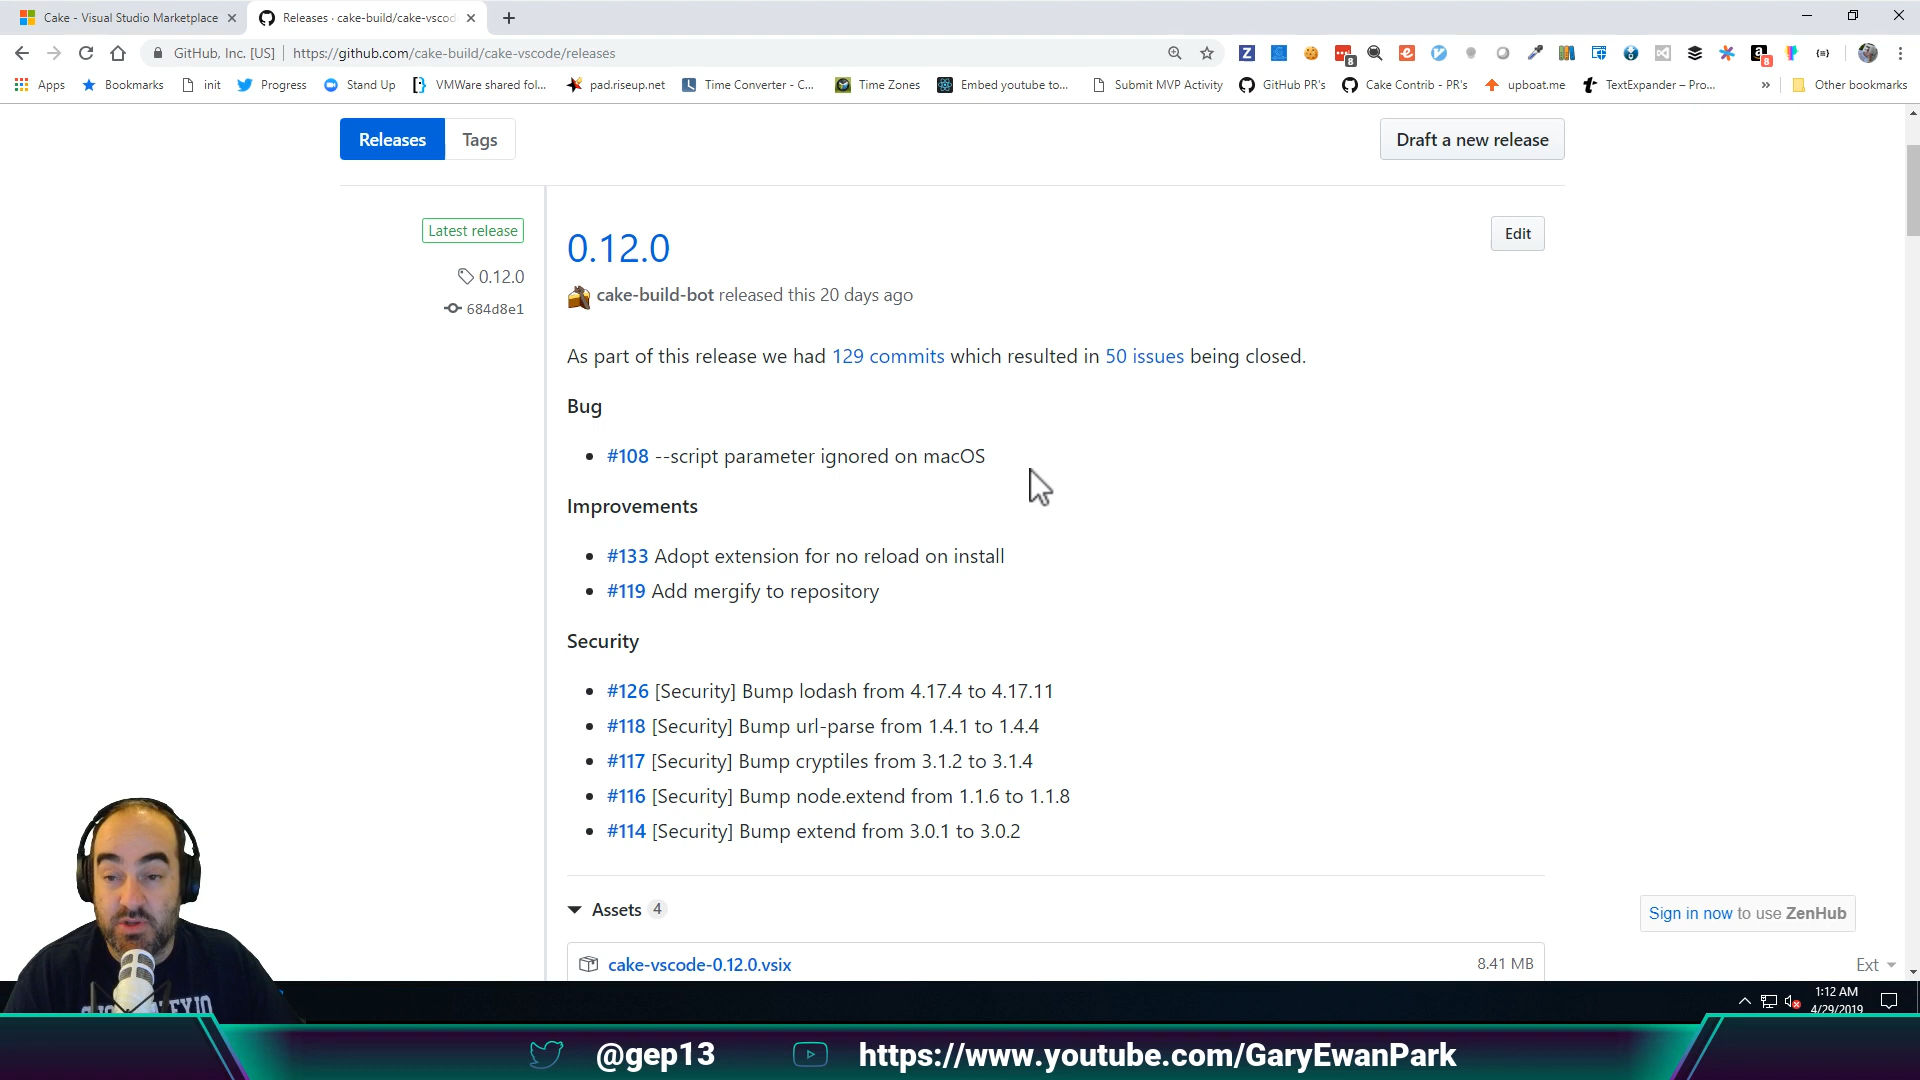 Cake - Visual Studio Marketplace
Releases · cake-build/cake-vscod
GitHub, Inc. [US] https://github.com/cake-build/cake-vscode/releases
8
8
Apps Bookmarks init Progress Stand Up VMWare shared fol... pad.riseup.net Time Converter - C... Time Zones Embed youtube to... Submit MVP Activity GitHub PR's Cake Contrib - PR's upboat.me TextExpander – Pro... » Other bookmarks
Releases Tags
Draft a new release
Latest release
0.12.0
684d8e1
0.12.0
Edit
cake-build-bot released this 20 days ago
As part of this release we had 129 commits which resulted in 50 issues being closed.
Bug
• #108 --script parameter ignored on macOS
Improvements
• #133 Adopt extension for no reload on install
• #119 Add mergify to repository
Security
• #126 [Security] Bump lodash from 4.17.4 to 4.17.11
• #118 [Security] Bump url-parse from 1.4.1 to 1.4.4
• #117 [Security] Bump cryptiles from 3.1.2 to 3.1.4
• #116 [Security] Bump node.extend from 1.1.6 to 1.1.8
• #114 [Security] Bump extend from 3.0.1 to 3.0.2
Assets 4
cake-vscode-0.12.0.vsix 8.41 MB
Sign in now to use ZenHub
Ext
1:12 AM
4/29/2019
@gep13
https://www.youtube.com/GaryEwanPark